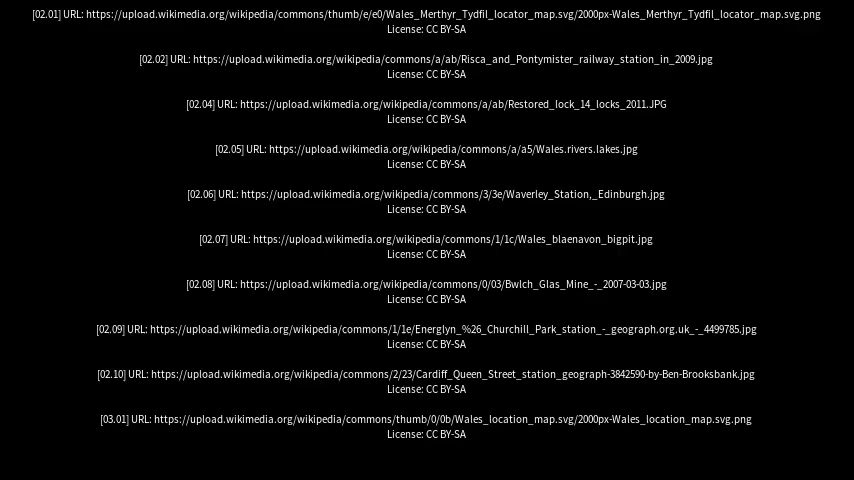 [02.01] URL: https://upload.wikimedia.org/wikipedia/commons/thumb/e/e0/Wales_Merthyr_Tydfil_locator_map.svg/2000px-Wales_Merthyr_Tydfil_locator_map.svg.png
License: CC BY-SA
[02.02] URL: https://upload.wikimedia.org/wikipedia/commons/a/ab/Risca_and_Pontymister_railway_station_in_2009.jpg
License: CC BY-SA
[02.04] URL: https://upload.wikimedia.org/wikipedia/commons/a/ab/Restored_lock_14_locks_2011.JPG
License: CC BY-SA
[02.05] URL: https://upload.wikimedia.org/wikipedia/commons/a/a5/Wales.rivers.lakes.jpg
License: CC BY-SA
[02.06] URL: https://upload.wikimedia.org/wikipedia/commons/3/3e/Waverley_Station,_Edinburgh.jpg
License: CC BY-SA
[02.07] URL: https://upload.wikimedia.org/wikipedia/commons/1/1c/Wales_blaenavon_bigpit.jpg
License: CC BY-SA
[02.08] URL: https://upload.wikimedia.org/wikipedia/commons/0/03/Bwlch_Glas_Mine_-_2007-03-03.jpg
License: CC BY-SA
[02.09] URL: https://upload.wikimedia.org/wikipedia/commons/1/1e/Energlyn_%26_Churchill_Park_station_-_geograph.org.uk_-_4499785.jpg
License: CC BY-SA
[02.10] URL: https://upload.wikimedia.org/wikipedia/commons/2/23/Cardiff_Queen_Street_station_geograph-3842590-by-Ben-Brooksbank.jpg
License: CC BY-SA
[03.01] URL: https://upload.wikimedia.org/wikipedia/commons/thumb/0/0b/Wales_location_map.svg/2000px-Wales_location_map.svg.png
License: CC BY-SA